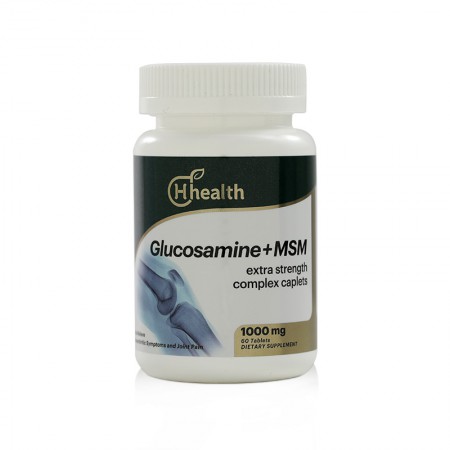 Hhealth
Glucosamine+MSM
extra strength
complex caplets
1000 mg
60 Tablets
DIETARY SUPPLEMENT
Symptoms and Joint Pain